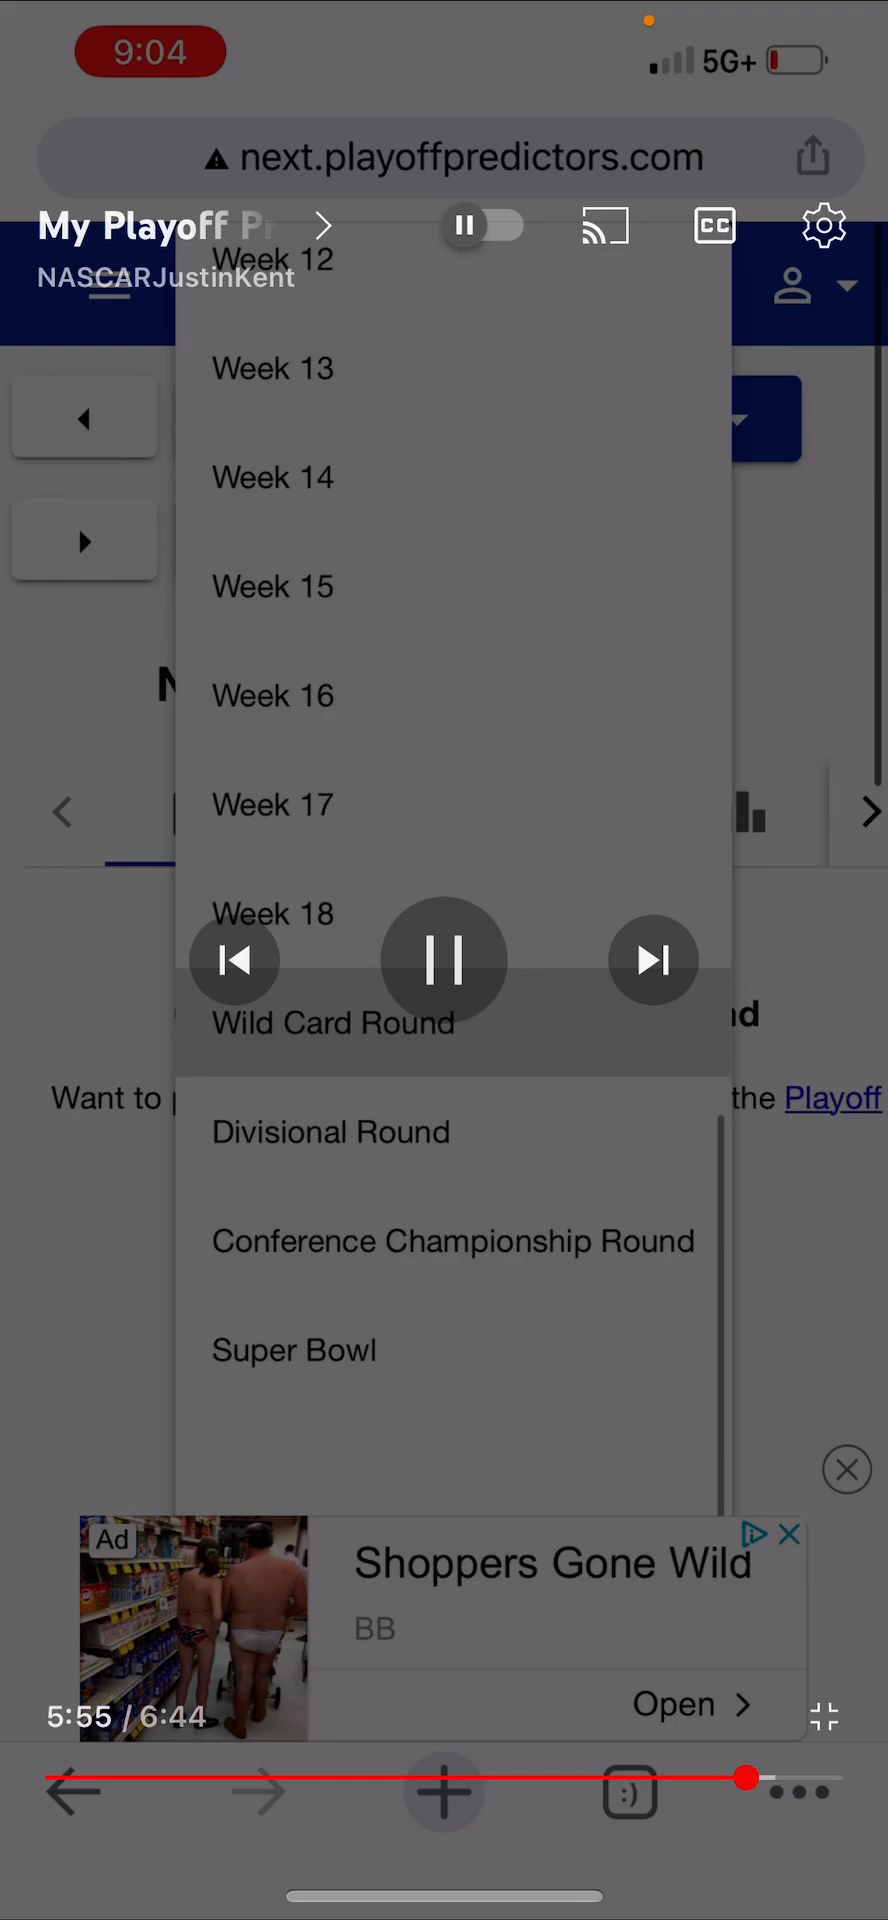 9:04
5G+
next.playoffpredictors.com
My Playoff Pr
CC
NASCARJustinKent
Week 12
Week 13
Week 14
Week 15
Week 16
Week 17
Week 18
Wild Card Round
nd
Want to
the Playoff
Divisional Round
Conference Championship Round
Super Bowl
Ad
Shoppers Gone Wild
BB
Open
5:55 / 6:44
:)